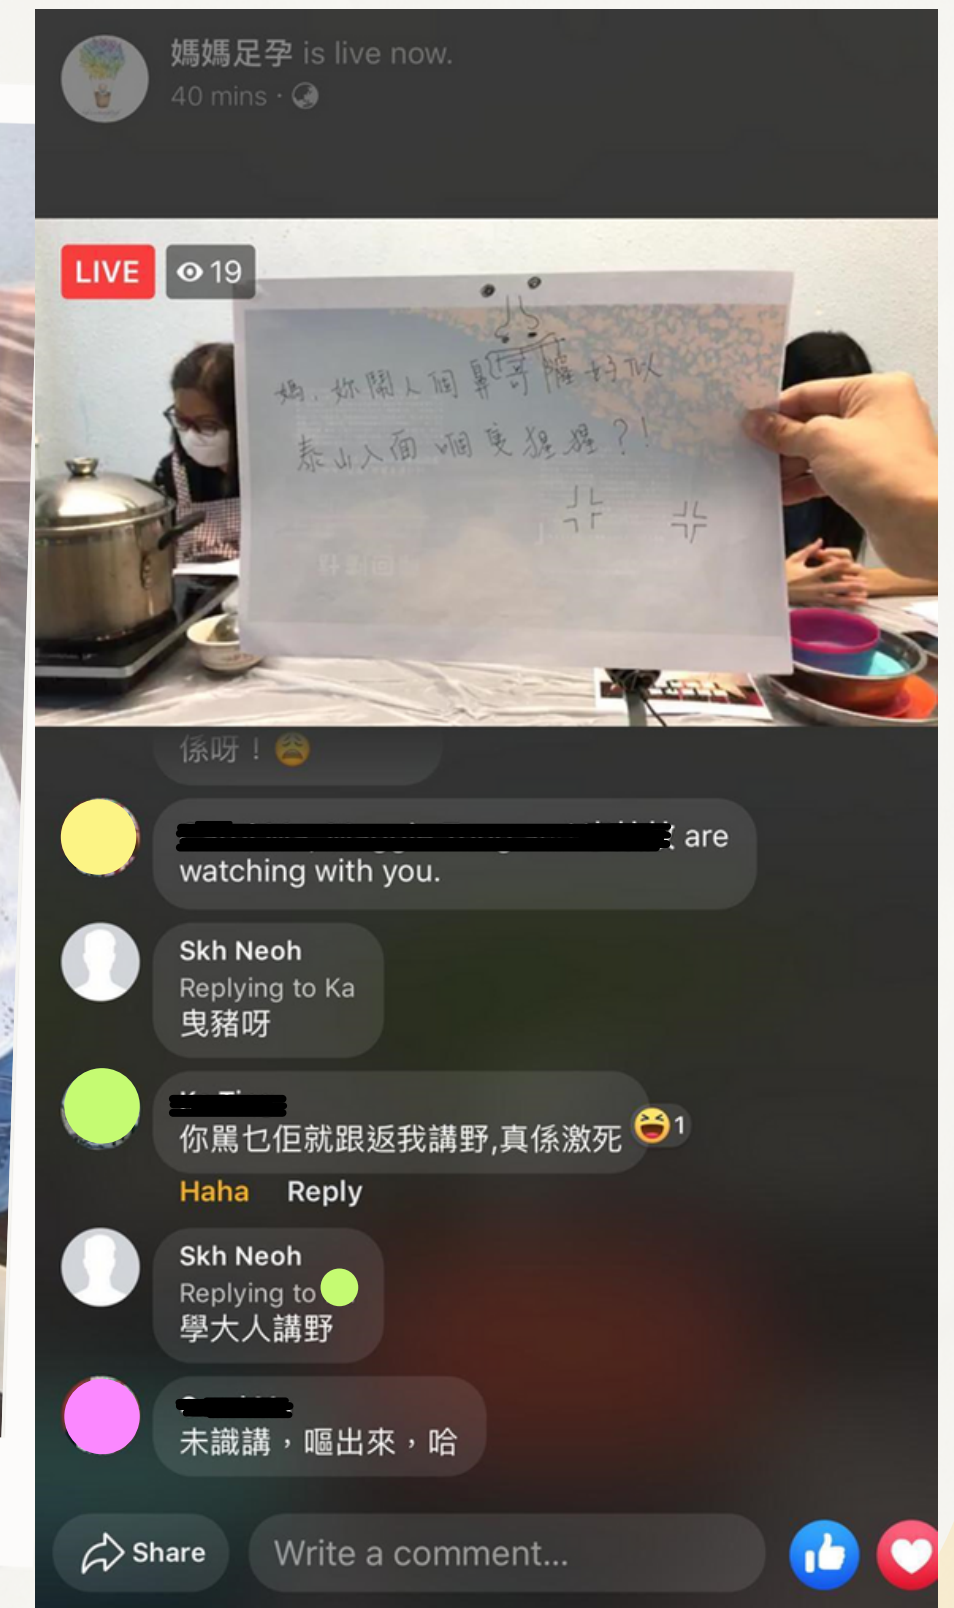 媽媽足孕 is live now.
40 mins ·
LIVE
19
媽，妳鬧人個鼻哥窿好似
泰山入面嗰隻猩猩？！
係呀！
are
watching with you.
Skh Neoh
Replying to Ka
曳豬呀
你罵乜佢就跟返我講野,真係激死
1
Haha Reply
Skh Neoh
Replying to
學大人講野
未識講，嘔出來，哈
Share
Write a comment...